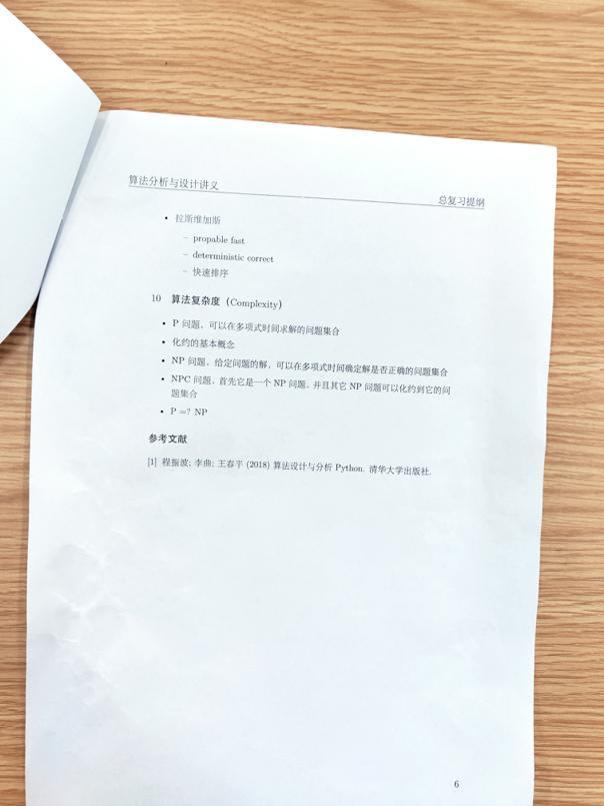 算法分析与设计讲义
总复习提纲
• 拉斯维加斯
– propable fast
– deterministic correct
– 快速排序
10 算法复杂度（Complexity）
• P 问题、可以在多项式时间求解的问题集合
• 化约的基本概念
• NP 问题、给定问题的解，可以在多项式时间确定解是否正确的问题集合
• NPC 问题、首先它是一个 NP 问题、并且其它 NP 问题可以化约到它的问
题集合
• P =? NP
参考文献
[1] 程振波; 李曲; 王春平 (2018) 算法设计与分析 Python. 清华大学出版社.
6